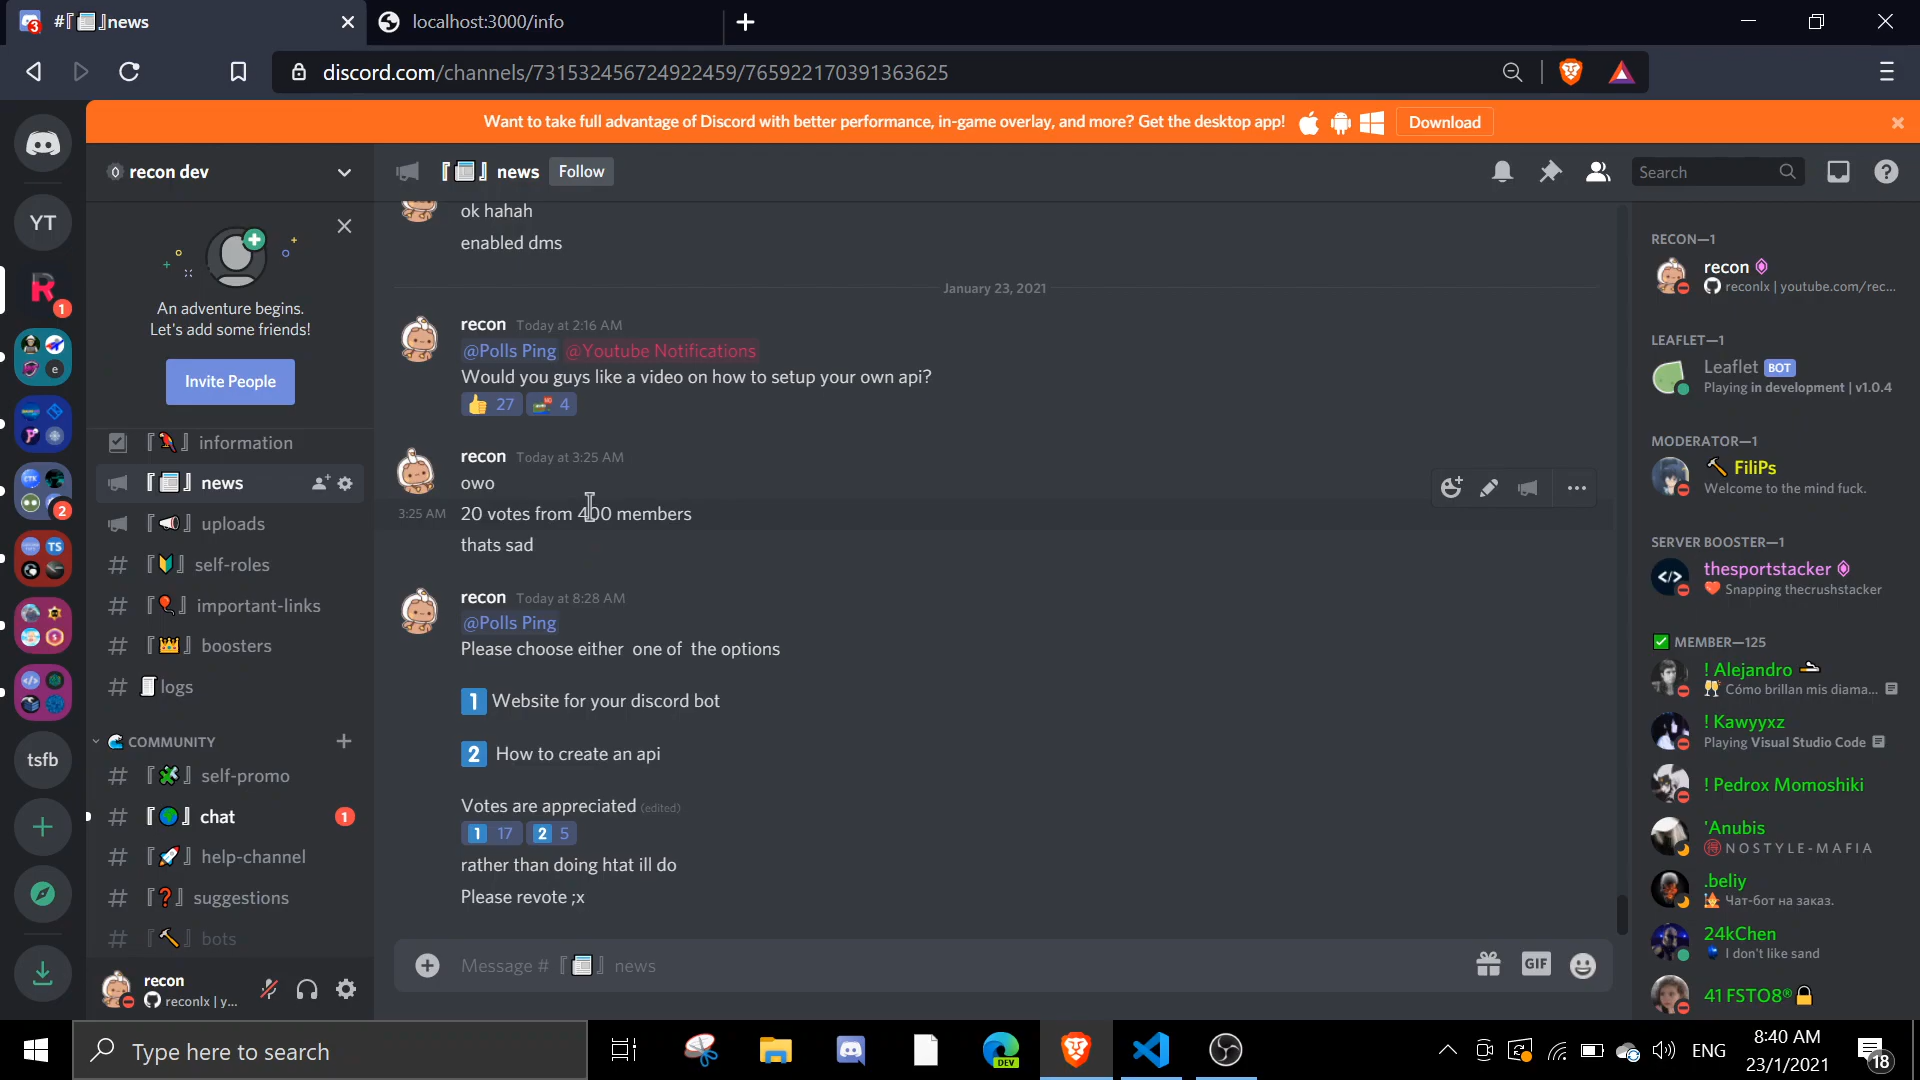 #『📰』news
localhost:3000/info
discord.com/channels/731532456724922459/765922170391363625
Want to take full advantage of Discord with better performance, in-game overlay, and more? Get the desktop app!
Download
YT
1
2
tsfb
recon dev
An adventure begins.
Let's add some friends!
Invite People
『🦜』information
『📰』news
『📢』uploads
『🔰』self-roles
『🎈』important-links
『👑』boosters
logs
COMMUNITY
『🧩』self-promo
『🌍』chat
1
『🚀』help-channel
『❓』suggestions
『🔨』bots
recon
reconlx | y...
『📰』news
Follow
Search
ok hahah
enabled dms
January 23, 2021
recon Today at 2:16 AM
@Polls Ping @Youtube Notifications
Would you guys like a video on how to setup your own api?
👍 27 4
recon Today at 3:25 AM
owo
3:25 AM 20 votes from 400 members
thats sad
recon Today at 8:28 AM
@Polls Ping
Please choose either one of the options
1 Website for your discord bot
2 How to create an api
Votes are appreciated (edited)
1 17 2 5
rather than doing htat ill do
Please revote ;x
Message #『📰』news
GIF
RECON—1
recon
reconlx | youtube.com/rec...
LEAFLET—1
Leaflet BOT
Playing in development | v1.0.4
MODERATOR—1
🔨 FiliPs
Welcome to the mind fuck.
SERVER BOOSTER—1
thesportstacker
❤️ Snapping thecrushstacker
✅ MEMBER—125
! Alejandro
🥂 Cómo brillan mis diama...
! Kawyyxz
Playing Visual Studio Code
! Pedrox Momoshiki
'Anubis
NOSTYLE-MAFIA
.beliy
Чат-бот на заказ.
24kChen
I don't like sand
41 FSTO8®🔒
Type here to search
DEV
ENG
8:40 AM
23/1/2021
18